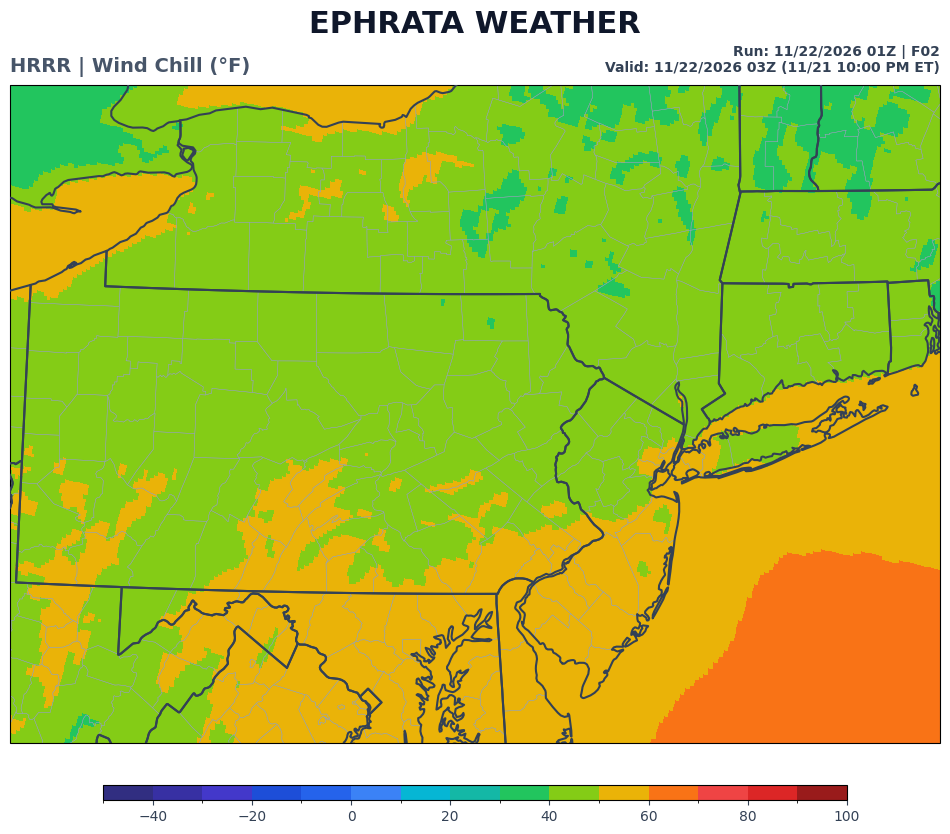 EPHRATA WEATHER
HRRR | Wind Chill (°F)
Run: 11/22/2026 01Z | F02
Valid: 11/22/2026 03Z (11/21 10:00 PM ET)
−40 −20 0 20 40 60 80 100